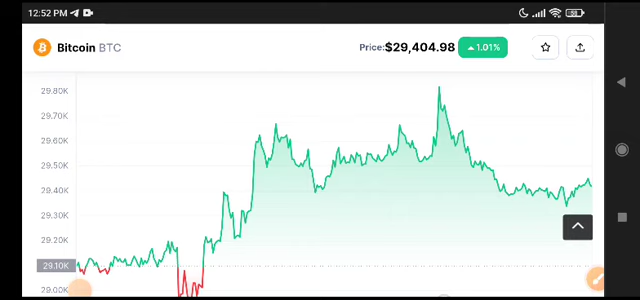 12:52 PM
Bitcoin BTC
Price:$29,404.98 1.01%
29.80K
29.70K
29.60K
29.50K
29.40K
29.30K
29.20K
29.10K
29.00K